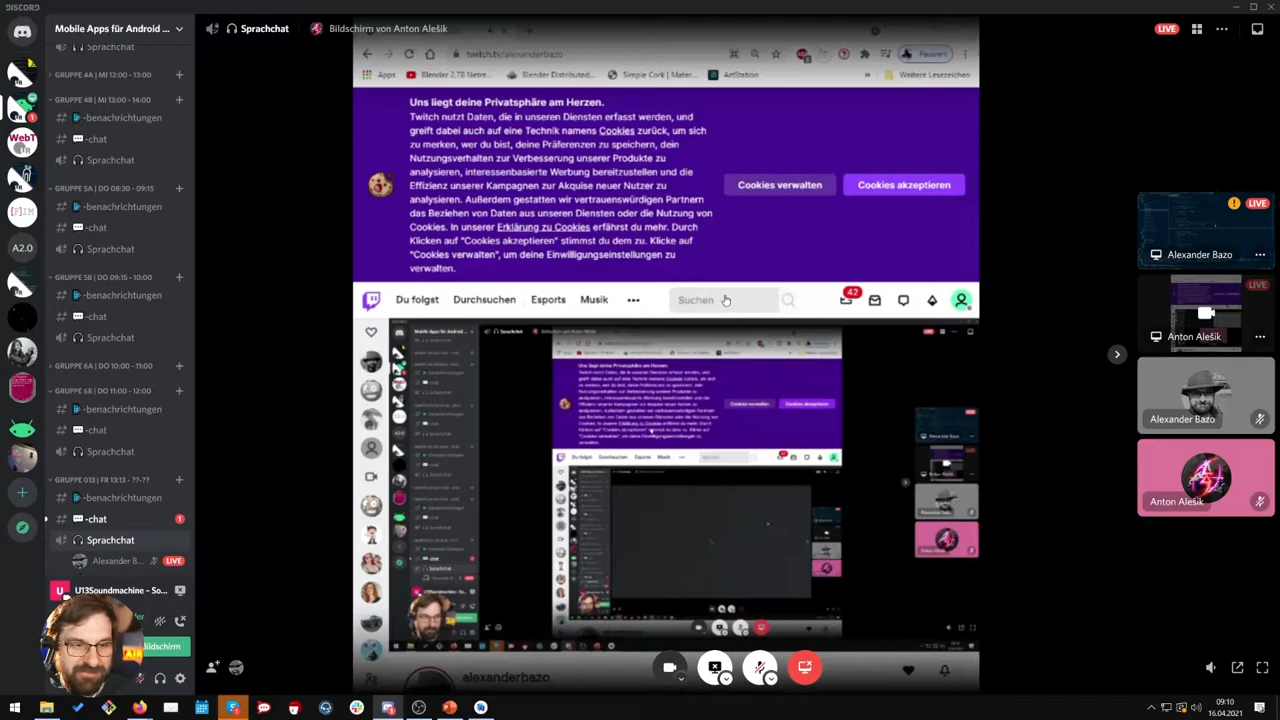 DISCORD
Mobile Apps für Android ...
Sprachchat
Bildschirm von Anton Alešik
LIVE
Sprachchat
GRUPPE 4A | MI 12:00 - 13:00
GRUPPE 4B | MI 13:00 - 14:00
-benachrichtungen
-chat
Sprachchat
GRUPPE 5A | DO 08:30 - 09:15
-benachrichtungen
-chat
Sprachchat
GRUPPE 5B | DO 09:15 - 10:00
-benachrichtungen
-chat
Sprachchat
GRUPPE 6A | DO 10:00 - 11:00
GRUPPE 6B | DO 11:00 - 12:00
-benachrichtungen
-chat
Sprachchat
GRUPPE 013 | FR 13:13 - ??:??
-benachrichtungen
-chat
1
Sprachchat
Alexander B...
LIVE
U13Soundmachine - So...
Bildschirm
1
WebT
A2.0
twitch.tv/alexanderbazo
Pausiert
Apps
Blender 2.78 Netre...
Blender Distributed...
Simple Cork | Mater...
ArtStation
Weitere Lesezeichen
Uns liegt deine Privatsphäre am Herzen.
Twitch nutzt Daten, die in unseren Diensten erfasst werden, und
greift dabei auch auf eine Technik namens Cookies zurück, um sich
zu merken, wer du bist, deine Präferenzen zu speichern, dein
Nutzungsverhalten zur Verbesserung unserer Produkte zu
analysieren, interessenbasierte Werbung bereitzustellen und die
Effizienz unserer Kampagnen zur Akquise neuer Nutzer zu
analysieren. Außerdem gestatten wir vertrauenswürdigen Partnern
das Beziehen von Daten aus unseren Diensten oder die Nutzung von
Cookies. In unserer Erklärung zu Cookies erfährst du mehr. Durch
Klicken auf "Cookies akzeptieren" stimmst du dem zu. Klicke auf
"Cookies verwalten", um deine Einwilligungseinstellungen zu
verwalten.
Cookies verwalten
Cookies akzeptieren
Du folgst
Durchsuchen
Esports
Musik
Suchen
42
alexanderbazo
LIVE
Alexander Bazo
LIVE
Anton Alešik
Alexander Bazo
Anton Alešik
09:10
16.04.2021